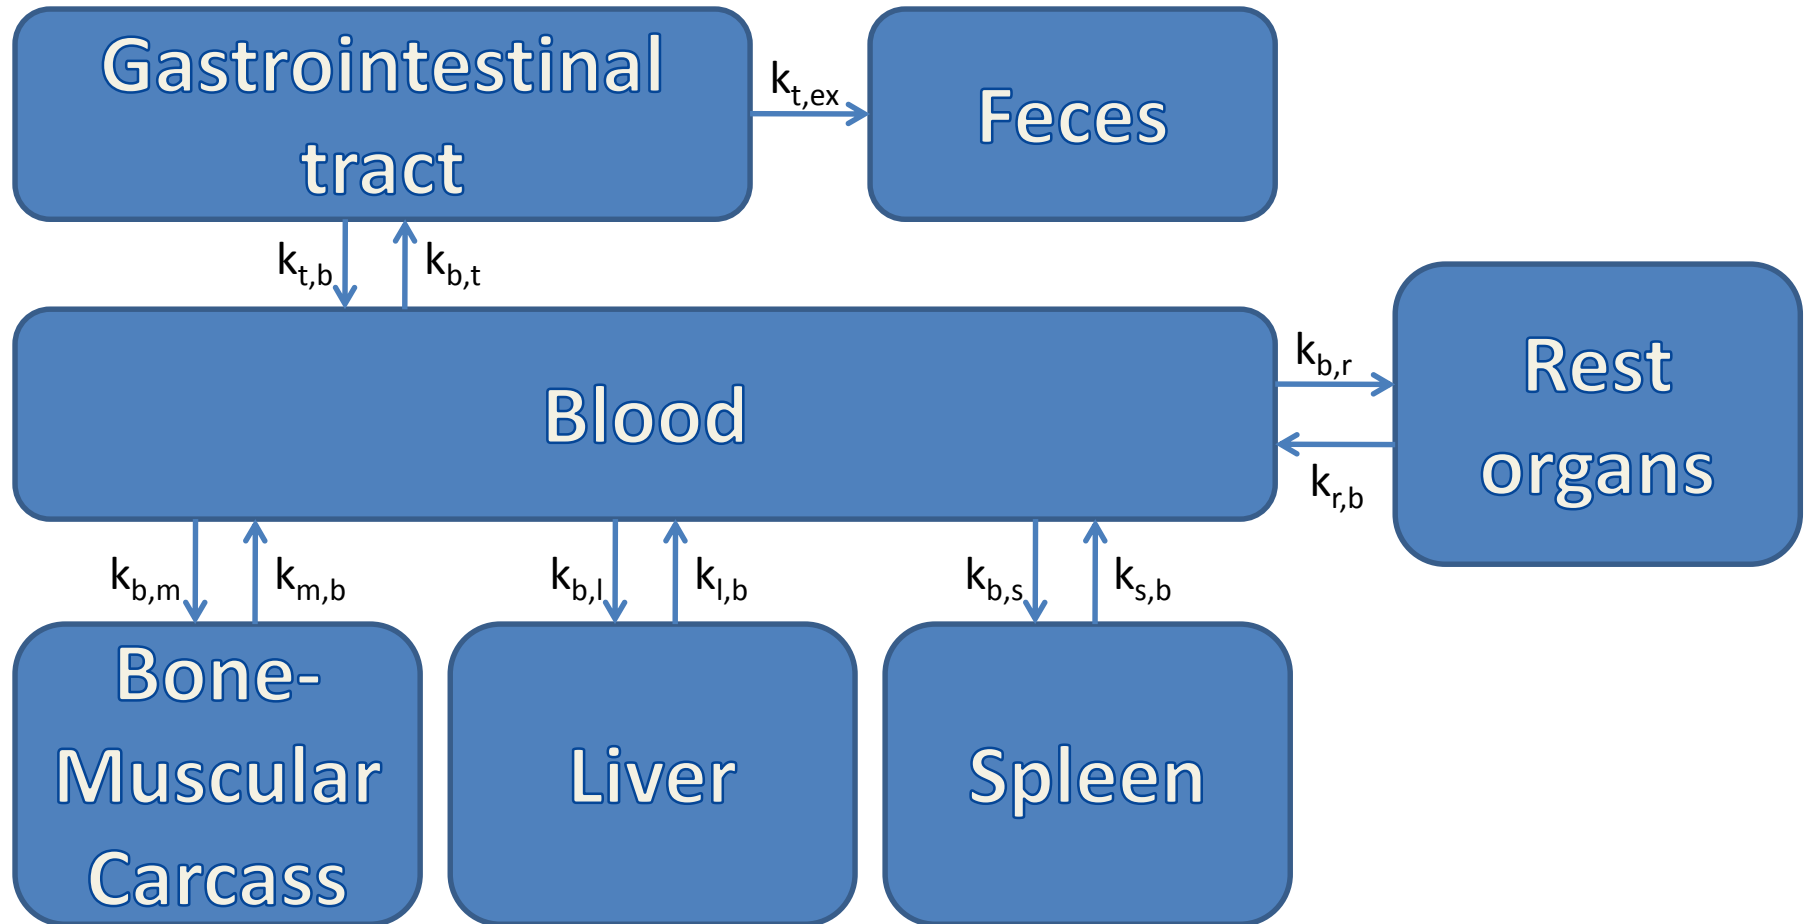 Gastrointestinal
tract
k_{t,ex}
Feces
k_{t,b}
k_{b,t}
Blood
k_{b,r}
k_{r,b}
Rest
organs
k_{b,m}
k_{m,b}
k_{b,l}
k_{l,b}
k_{b,s}
k_{s,b}
Bone-
Muscular
Carcass
Liver
Spleen